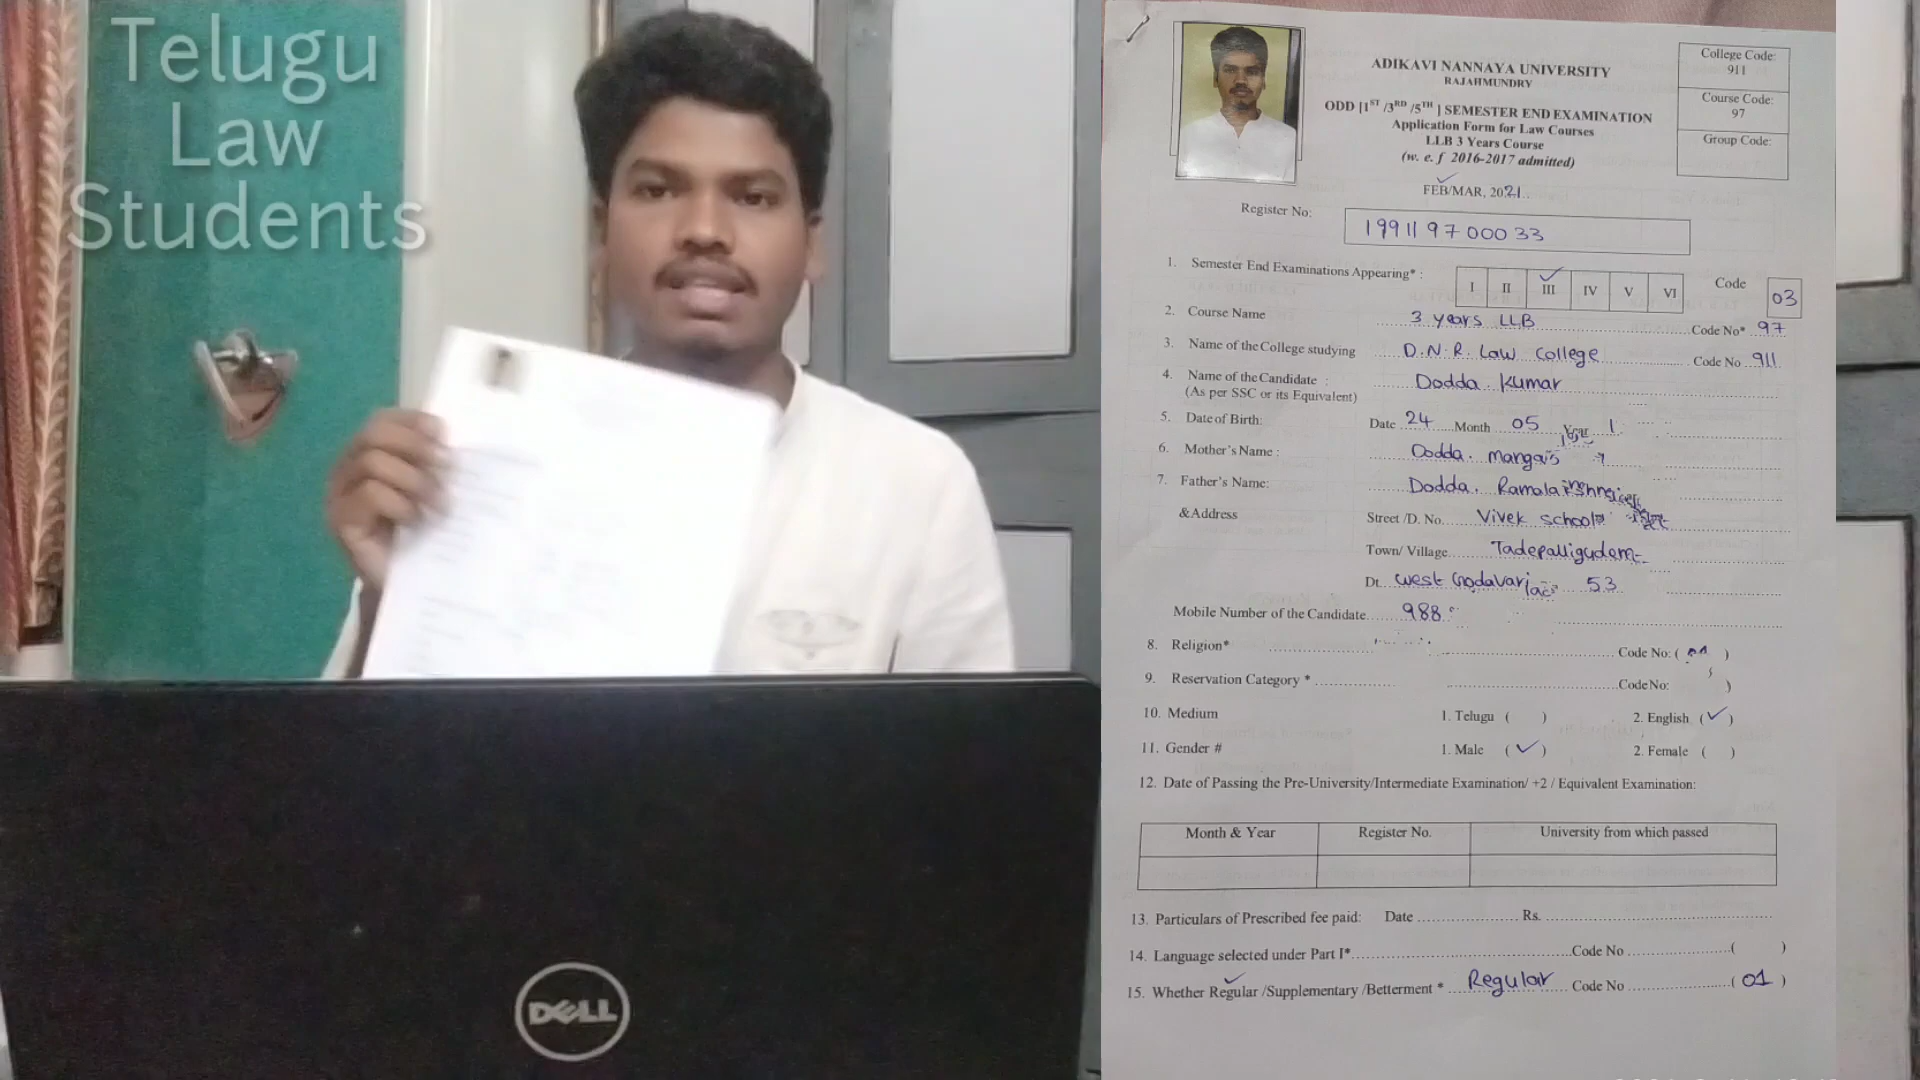 Telugu
Law
Students
DELL
ADIKAVI NANNAYA UNIVERSITY
RAJAHMUNDRY
ODD [1ST /3RD /5TH ] SEMESTER END EXAMINATION
Application Form for Law Courses
LLB 3 Years Course
(w. e. f 2016-2017 admitted)
FEB/MAR, 2021..
College Code:
911
Course Code:
97
Group Code:
Register No: 19911 97 000 33
1. Semester End Examinations Appearing* : I II III IV V VI Code 03
2. Course Name 3 years LLB Code No* 97
3. Name of the College studying D.N.R. Law College Code No 911
4. Name of the Candidate : Dodda. Kumar
(As per SSC or its Equivalent)
5. Date of Birth: Date 24 Month 05 Year 1
6. Mother's Name : Dodda.
7. Father's Name: Dodda.
&Address Street /D. No. Vivek school
Town/ Village Tadepalligudem
Dt. West Godavari 53
Mobile Number of the Candidate 988
8. Religion* Code No: ( )
9. Reservation Category * Code No: )
10. Medium 1. Telugu ( ) 2. English (✓)
11. Gender # 1. Male (✓) 2. Female ( )
12. Date of Passing the Pre-University/Intermediate Examination/ +2 / Equivalent Examination:
Month & Year Register No. University from which passed
13. Particulars of Prescribed fee paid: Date Rs.
14. Language selected under Part I* Code No ( )
15. Whether Regular /Supplementary /Betterment * Regular Code No (01)